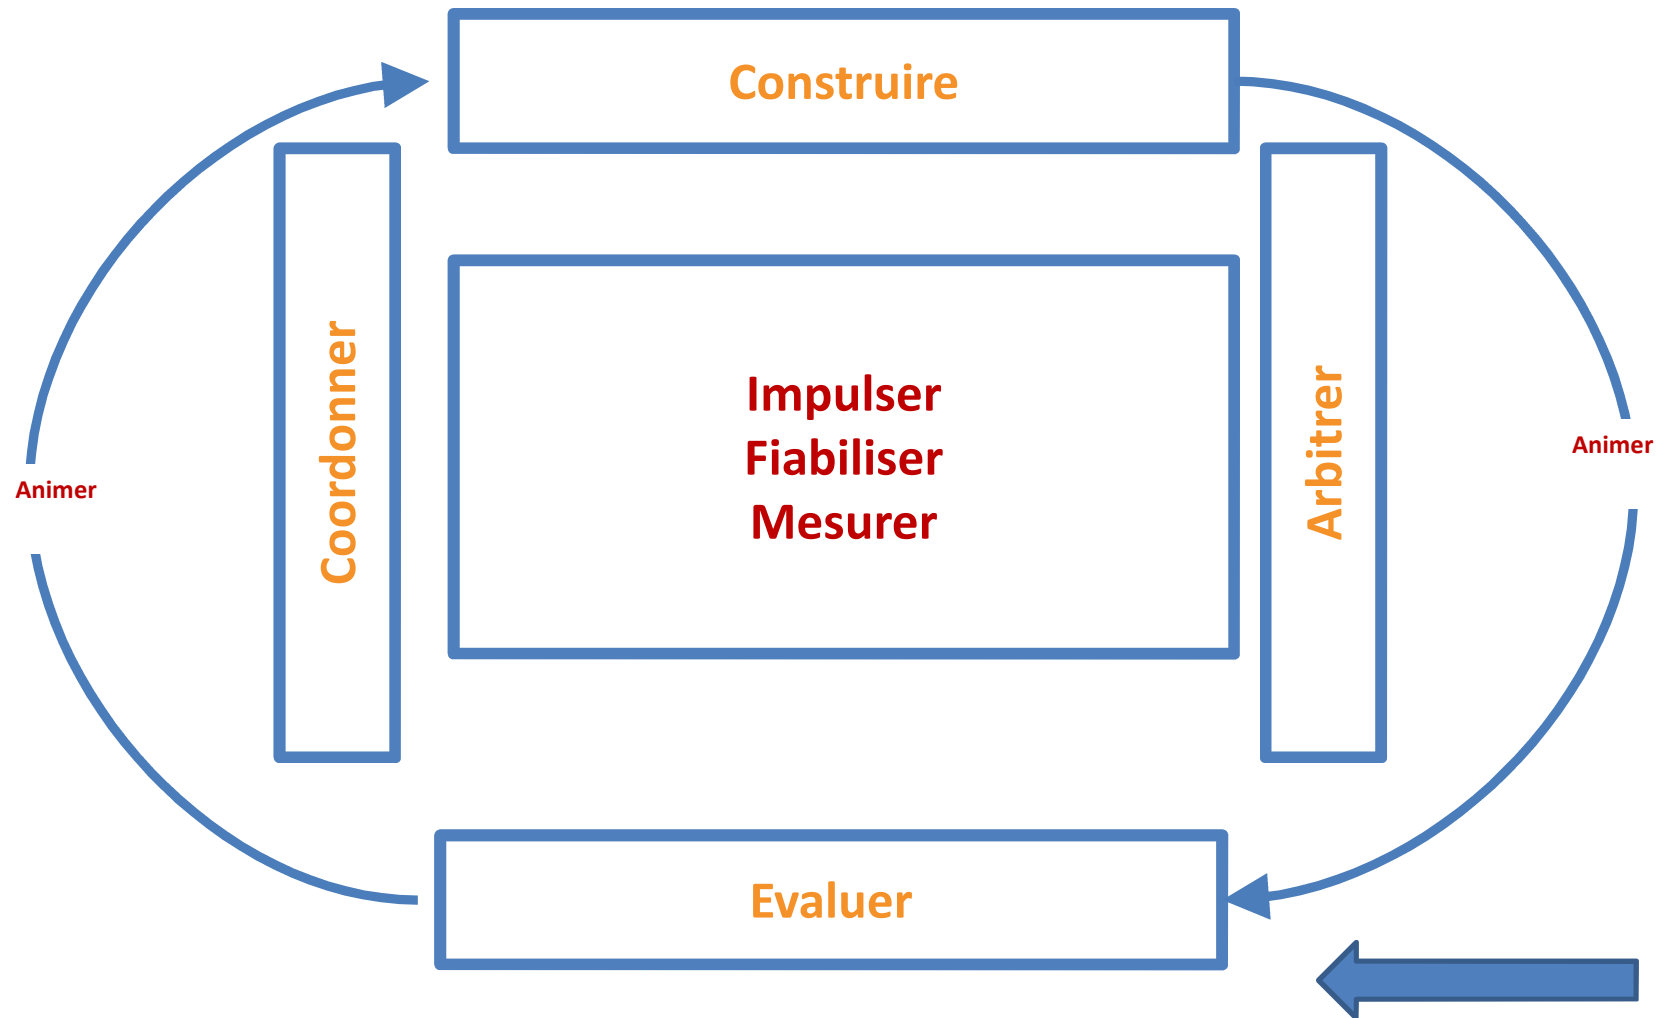 Construire
Coordonner
Impulser
Fiabiliser
Mesurer
Arbitrer
Animer
Animer
Evaluer